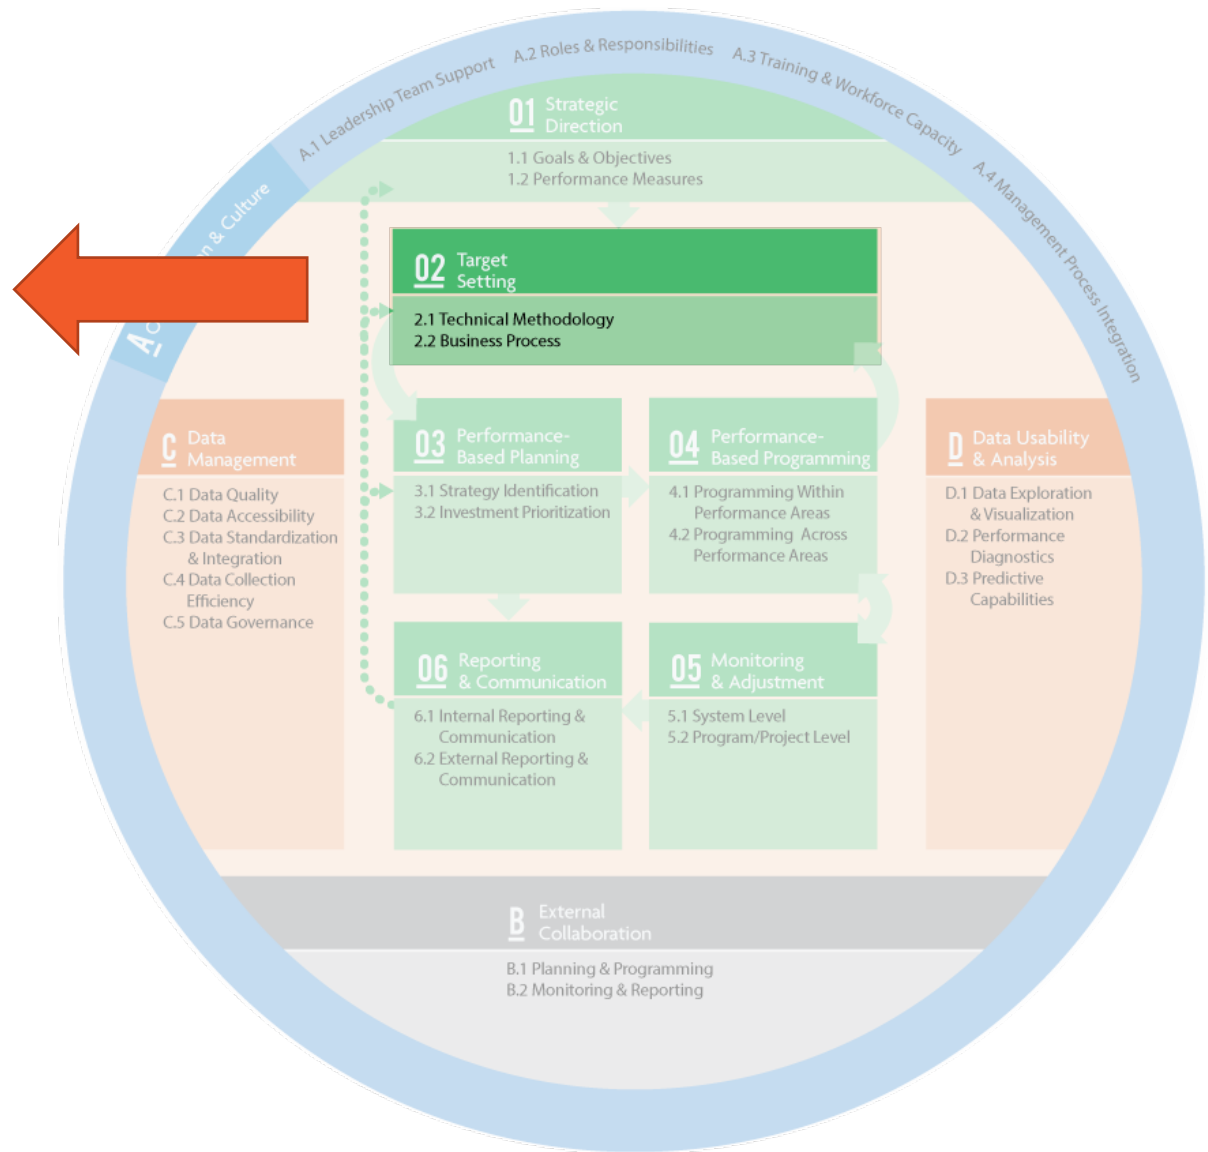 A.1 Leadership Team Support
A.2 Roles & Responsibilities
A.3 Training & Workforce Capacity
A.4 Management Process Integration
A
& Culture
01 Strategic
Direction
1.1 Goals & Objectives
1.2 Performance Measures
02 Target
Setting
2.1 Technical Methodology
2.2 Business Process
C Data
Management
C.1 Data Quality
C.2 Data Accessibility
C.3 Data Standardization
& Integration
C.4 Data Collection
Efficiency
C.5 Data Governance
03 Performance-
Based Planning
3.1 Strategy Identification
3.2 Investment Prioritization
04 Performance-
Based Programming
4.1 Programming Within
Performance Areas
4.2 Programming Across
Performance Areas
D Data Usability
& Analysis
D.1 Data Exploration
& Visualization
D.2 Performance
Diagnostics
D.3 Predictive
Capabilities
06 Reporting
& Communication
6.1 Internal Reporting &
Communication
6.2 External Reporting &
Communication
05 Monitoring
& Adjustment
5.1 System Level
5.2 Program/Project Level
B External
Collaboration
B.1 Planning & Programming
B.2 Monitoring & Reporting